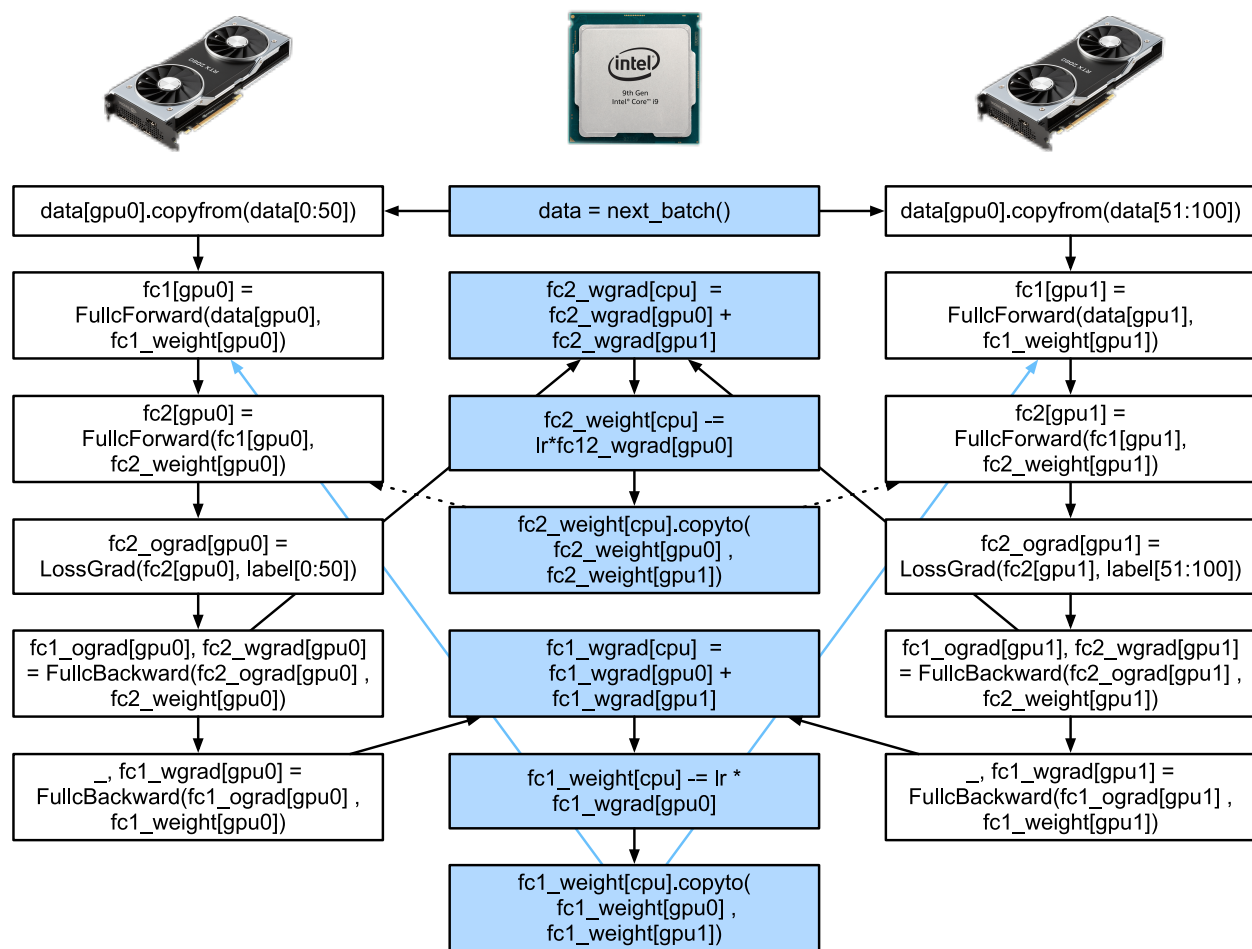 RTX 2080
intel
9th Gen
Intel® Core™ i9
RTX 2080
data[gpu0].copyfrom(data[0:50])
data = next_batch()
data[gpu0].copyfrom(data[51:100])
fc1[gpu0] =
FullcForward(data[gpu0],
fc1_weight[gpu0])
fc2_wgrad[cpu] =
fc2_wgrad[gpu0] +
fc2_wgrad[gpu1]
fc1[gpu1] =
FullcForward(data[gpu1],
fc1_weight[gpu1])
fc2[gpu0] =
FullcForward(fc1[gpu0],
fc2_weight[gpu0])
fc2_weight[cpu] -=
lr*fc12_wgrad[gpu0]
fc2[gpu1] =
FullcForward(fc1[gpu1],
fc2_weight[gpu1])
fc2_ograd[gpu0] =
LossGrad(fc2[gpu0], label[0:50])
fc2_weight[cpu].copyto(
fc2_weight[gpu0] ,
fc2_weight[gpu1])
fc2_ograd[gpu1] =
LossGrad(fc2[gpu1], label[51:100])
fc1_ograd[gpu0], fc2_wgrad[gpu0]
= FullcBackward(fc2_ograd[gpu0] ,
fc2_weight[gpu0])
fc1_wgrad[cpu] =
fc1_wgrad[gpu0] +
fc1_wgrad[gpu1]
fc1_ograd[gpu1], fc2_wgrad[gpu1]
= FullcBackward(fc2_ograd[gpu1] ,
fc2_weight[gpu1])
_, fc1_wgrad[gpu0] =
FullcBackward(fc1_ograd[gpu0] ,
fc1_weight[gpu0])
fc1_weight[cpu] -= lr *
fc1_wgrad[gpu0]
_, fc1_wgrad[gpu1] =
FullcBackward(fc1_ograd[gpu1] ,
fc1_weight[gpu1])
fc1_weight[cpu].copyto(
fc1_weight[gpu0] ,
fc1_weight[gpu1])